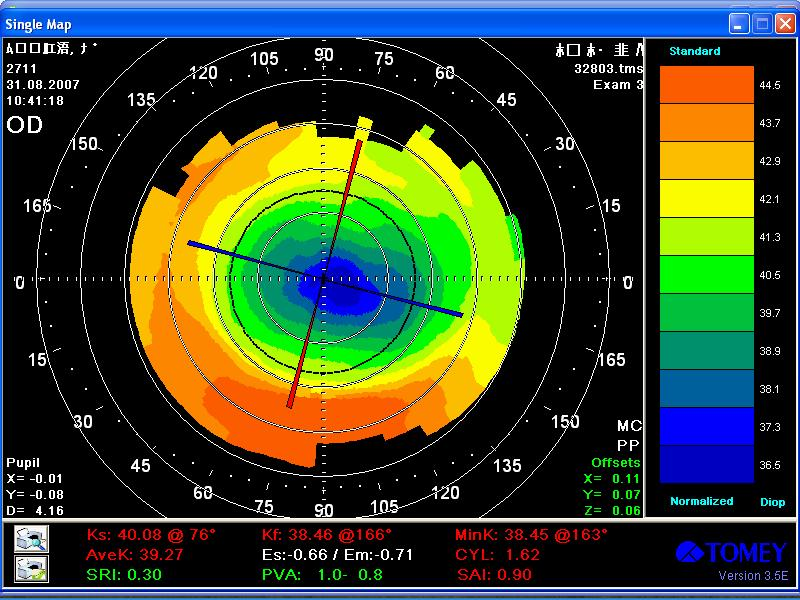 Single Map
2711
31.08.2007
10:41:18
OD
32803.tms
Exam 3
Standard
90
105
75
120
60
135
45
150
30
165
15
0
0
15
165
30
150
45
135
60
120
75
105
90
44.5
43.7
42.9
42.1
41.3
40.5
39.7
38.9
38.1
37.3
36.5
Normalized Diop
MC
PP
Offsets
X= 0.11
Y= 0.07
Z= 0.06
Pupil
X= -0.01
Y= -0.08
D= 4.16
Ks: 40.08 @ 76° Kf: 38.46 @166° MinK: 38.45 @163°
AveK: 39.27 Es:-0.66 / Em:-0.71 CYL: 1.62
SRI: 0.30 PVA: 1.0- 0.8 SAI: 0.90
TOMEY
Version 3.5E